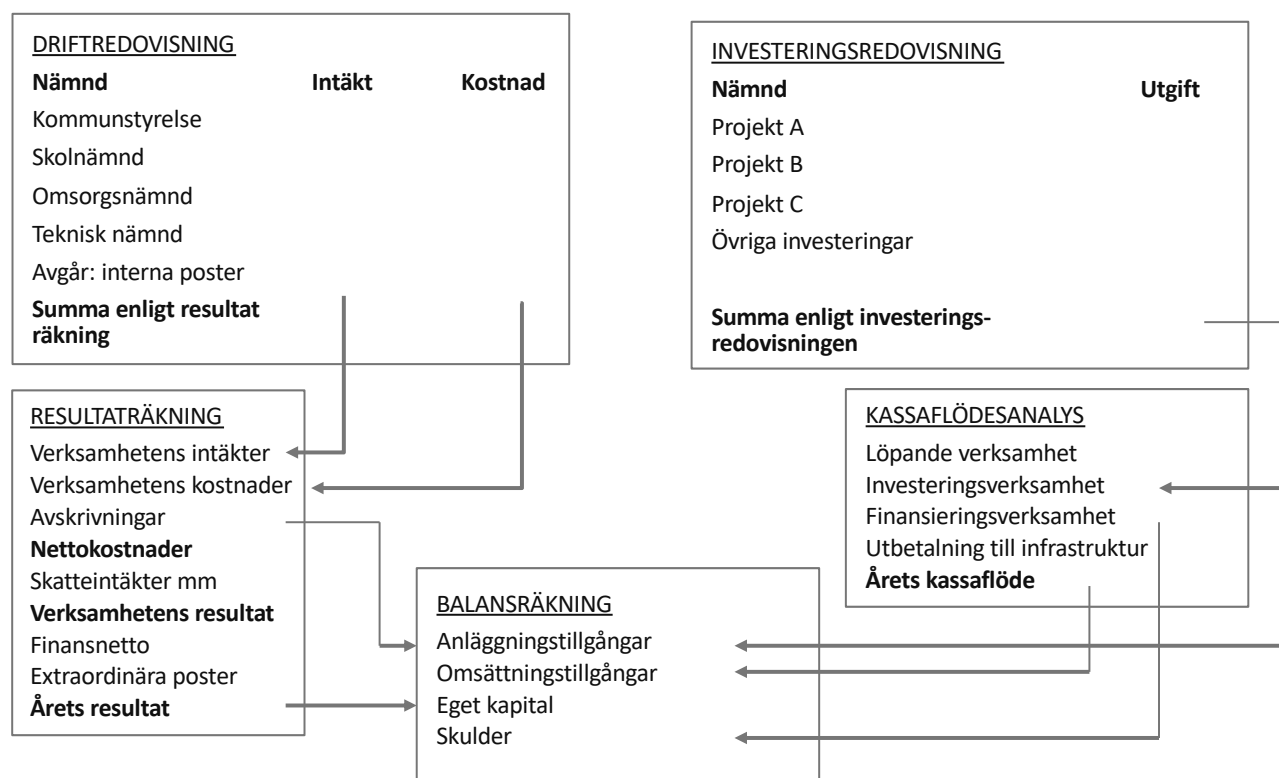 DRIFTREDOVISNING
Nämnd Intäkt Kostnad
Kommunstyrelse
Skolnämnd
Omsorgsnämnd
Teknisk nämnd
Avgår: interna poster
Summa enligt resultat
räkning
INVESTERINGSREDOVISNING
Nämnd Utgift
Projekt A
Projekt B
Projekt C
Övriga investeringar
Summa enligt investerings-
redovisningen
RESULTATRÄKNING
Verksamhetens intäkter
Verksamhetens kostnader
Avskrivningar
Nettokostnader
Skatteintäkter mm
Verksamhetens resultat
Finansnetto
Extraordinära poster
Årets resultat
KASSAFLÖDESANALYS
Löpande verksamhet
Investeringsverksamhet
Finansieringsverksamhet
Utbetalning till infrastruktur
Årets kassaflöde
BALANSRÄKNING
Anläggningstillgångar
Omsättningstillgångar
Eget kapital
Skulder